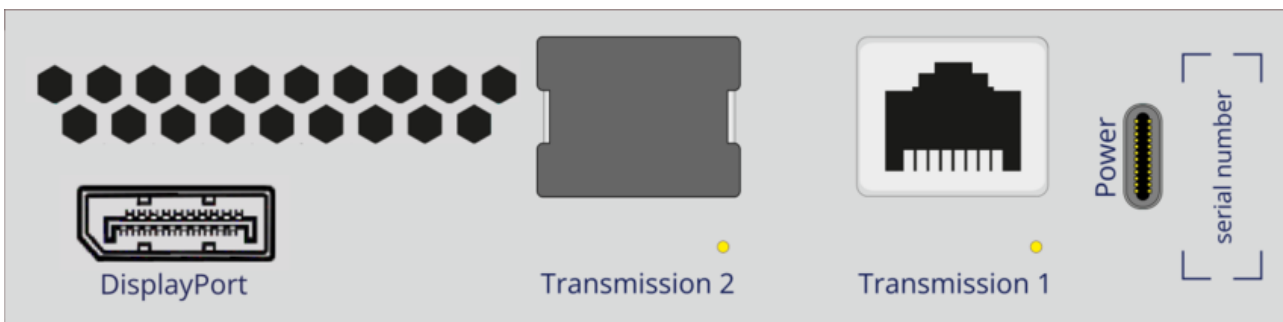 DisplayPort
Transmission 2
Transmission 1
Power
serial number